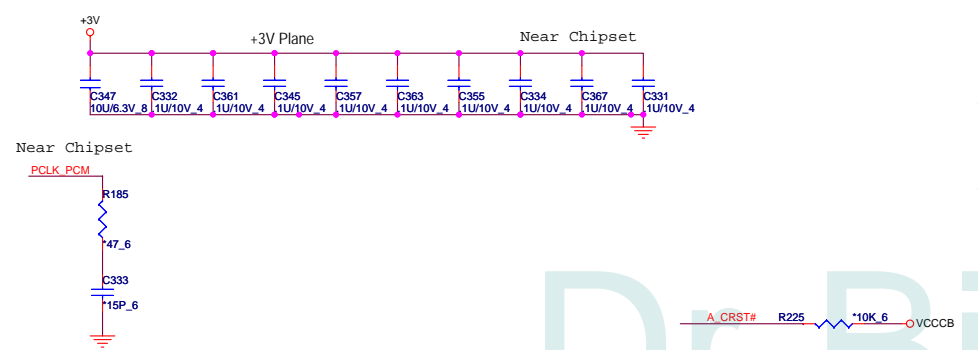 +3V
+3V Plane
Near Chipset
C347 C332 C361 C345 C357 C363 C355 C334 C367 C331
10U/6.3V_8 .1U/10V_4 .1U/10V_4 .1U/10V_4 .1U/10V_4 .1U/10V_4 .1U/10V_4 .1U/10V_4 .1U/10V_4 .1U/10V_4
Near Chipset
PCLK_PCM
R185
*47_6
C333
*15P_6
A_CRST# R225 *10K_6 VCCCB
Dr Bi